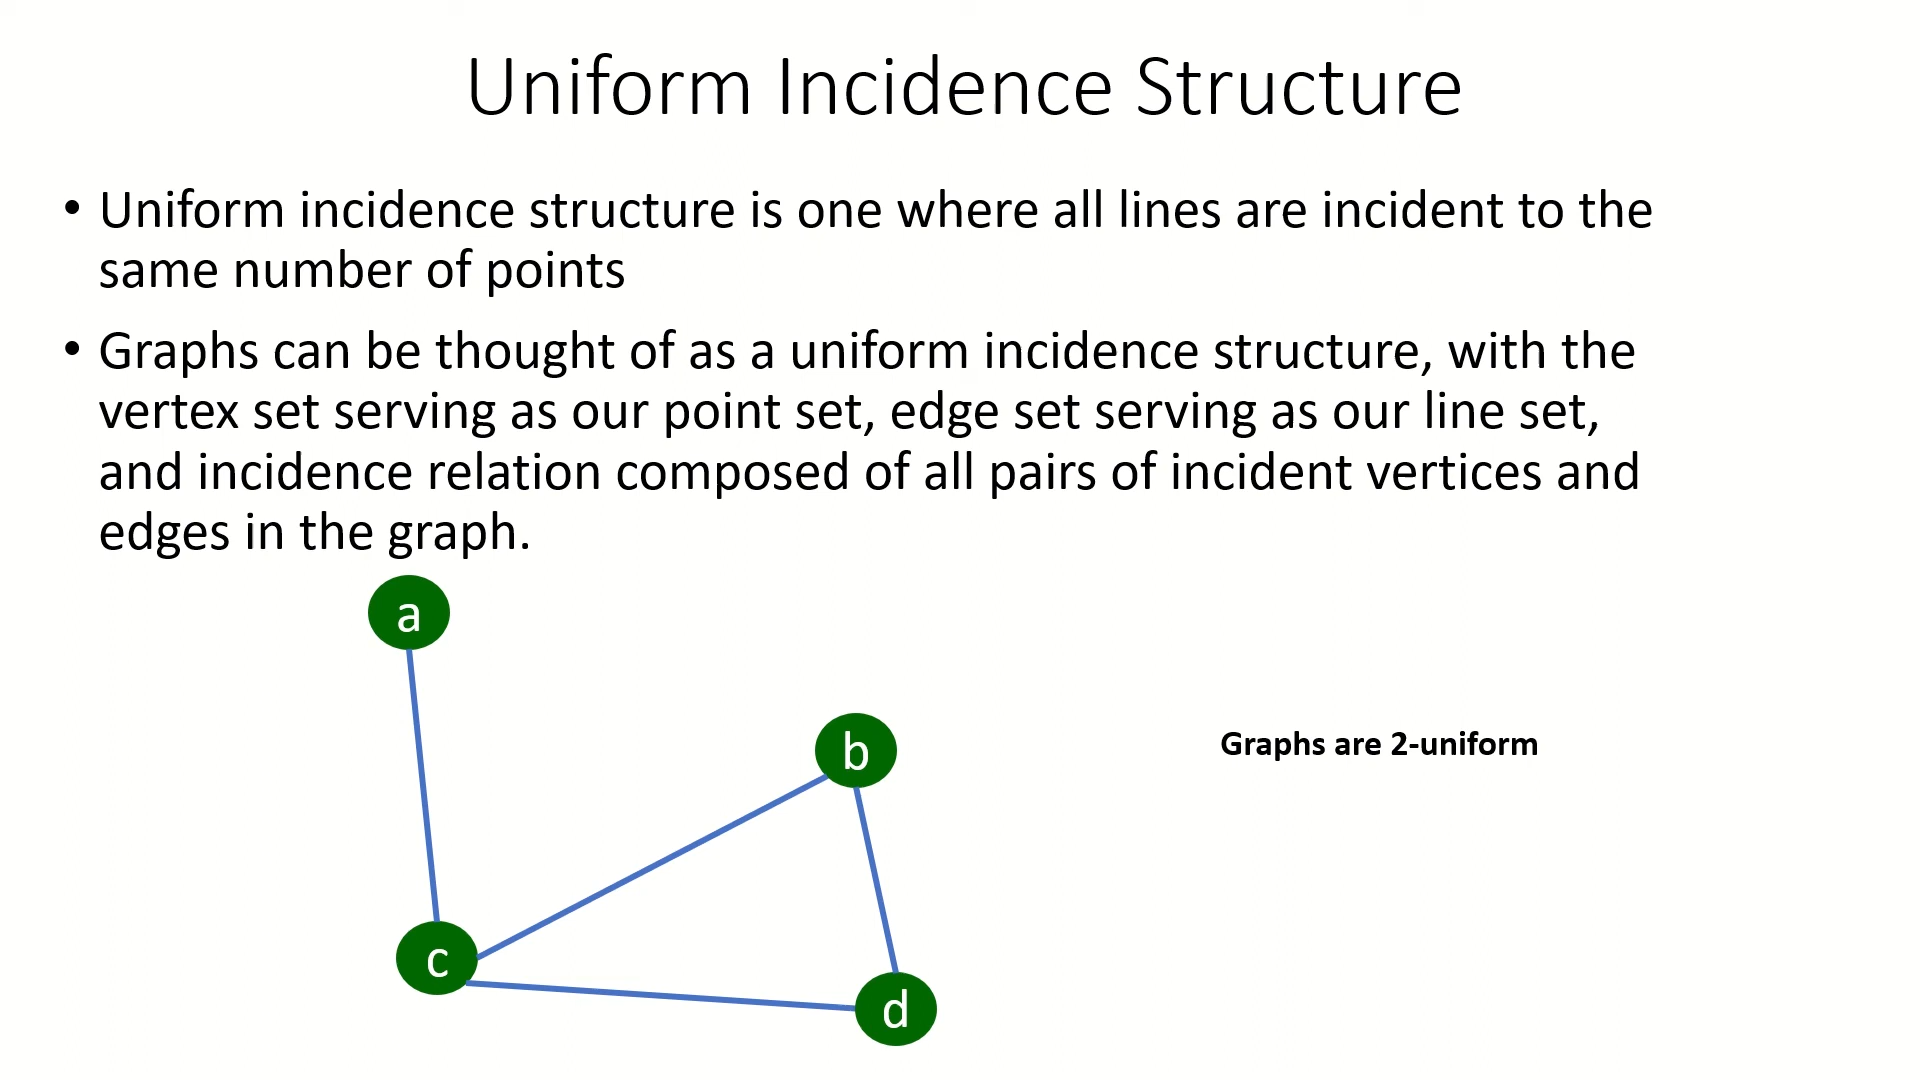 Uniform Incidence Structure
• Uniform incidence structure is one where all lines are incident to the
same number of points
• Graphs can be thought of as a uniform incidence structure, with the
vertex set serving as our point set, edge set serving as our line set,
and incidence relation composed of all pairs of incident vertices and
edges in the graph.
a
b
Graphs are 2-uniform
c
d